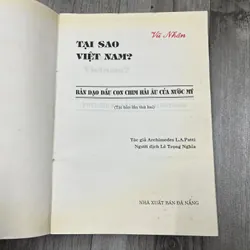 Vũ Nhân
TẠI SAO
VIỆT NAM?
BẢN DẠO ĐẦU CON CHIM HẢI ÂU CỦA NƯỚC MỸ
(Tái bản lần thứ hai)
Tác giả Archimedes L.A.Patti
Người dịch Lê Trọng Nghĩa
NHÀ XUẤT BẢN ĐÀ NẴNG